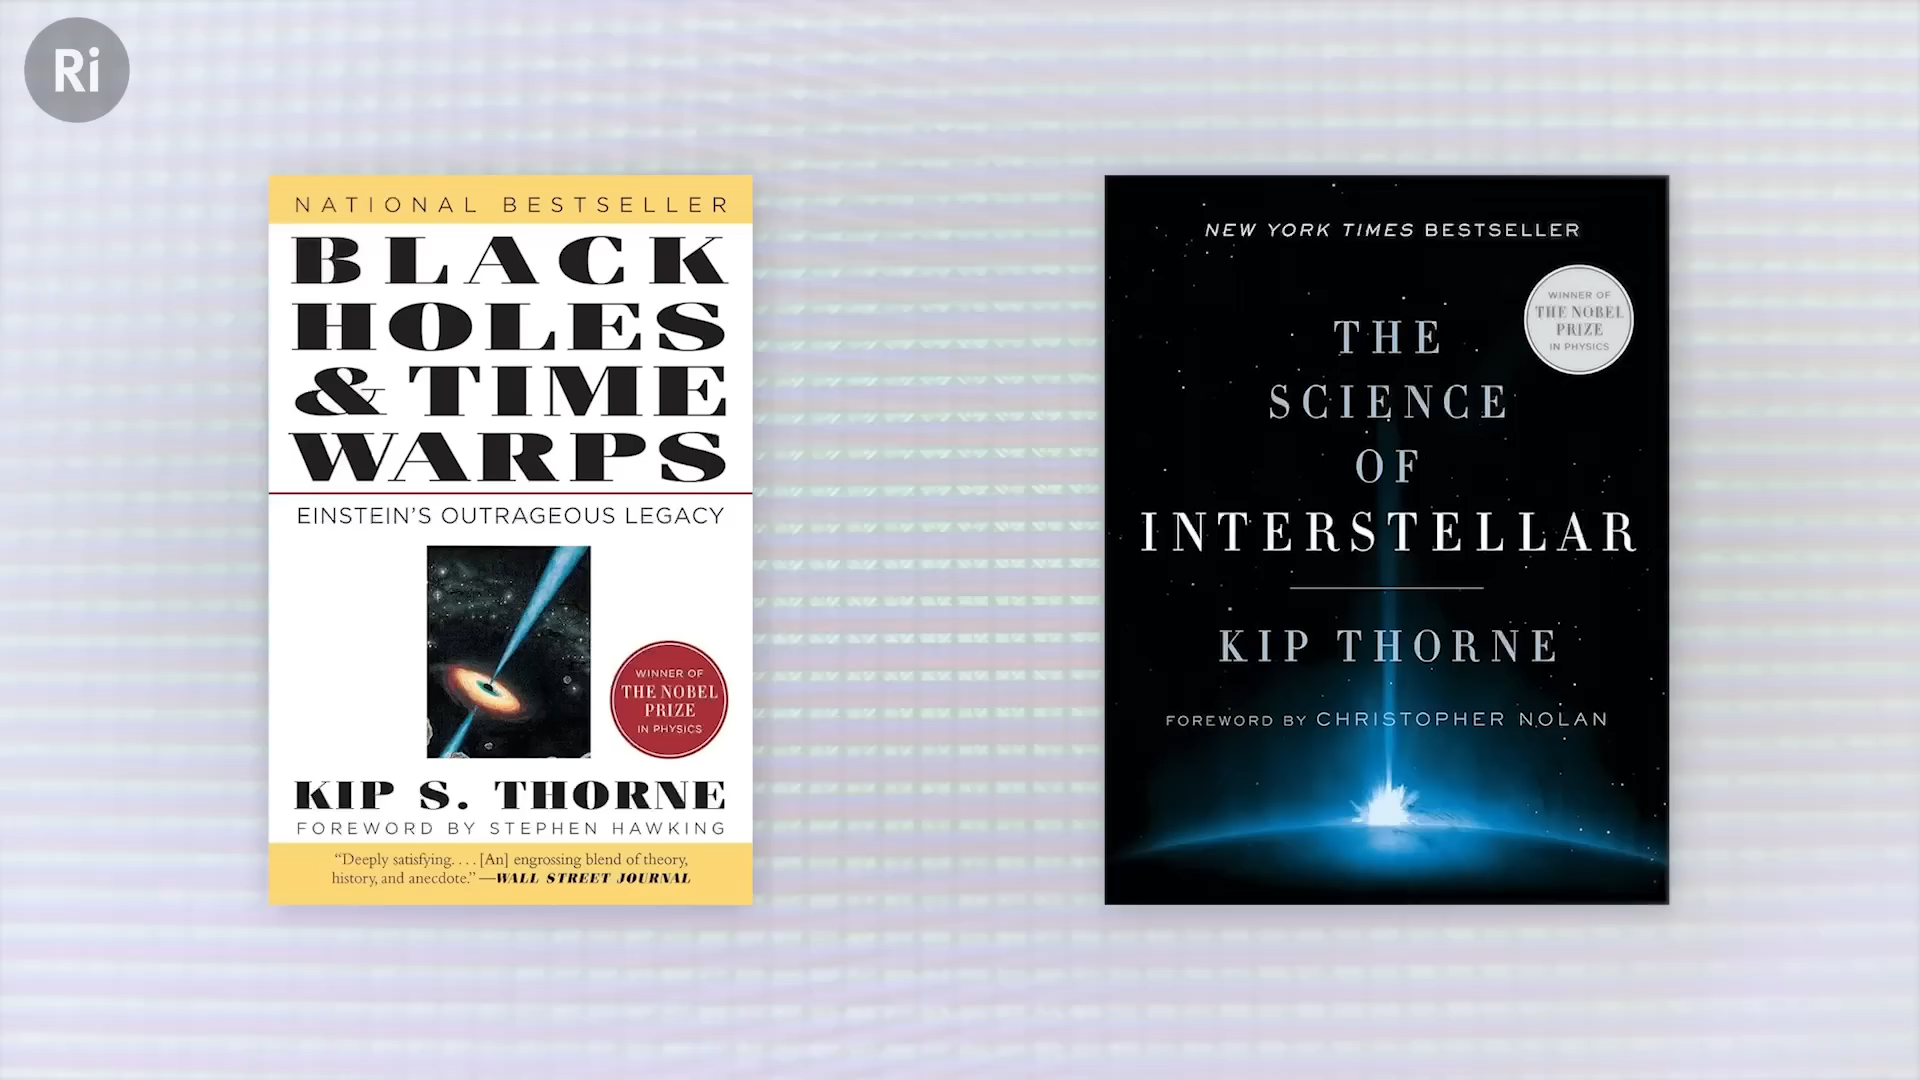 Ri
NATIONAL BESTSELLER
BLACK
HOLES
& TIME
WARPS
EINSTEIN'S OUTRAGEOUS LEGACY
WINNER OF
THE NOBEL
PRIZE
IN PHYSICS
KIP S. THORNE
FOREWORD BY STEPHEN HAWKING
“Deeply satisfying. . . . [An] engrossing blend of theory,
history, and anecdote.” —WALL STREET JOURNAL
NEW YORK TIMES BESTSELLER
WINNER OF
THE NOBEL
PRIZE
IN PHYSICS
THE
SCIENCE
OF
INTERSTELLAR
KIP THORNE
FOREWORD BY CHRISTOPHER NOLAN